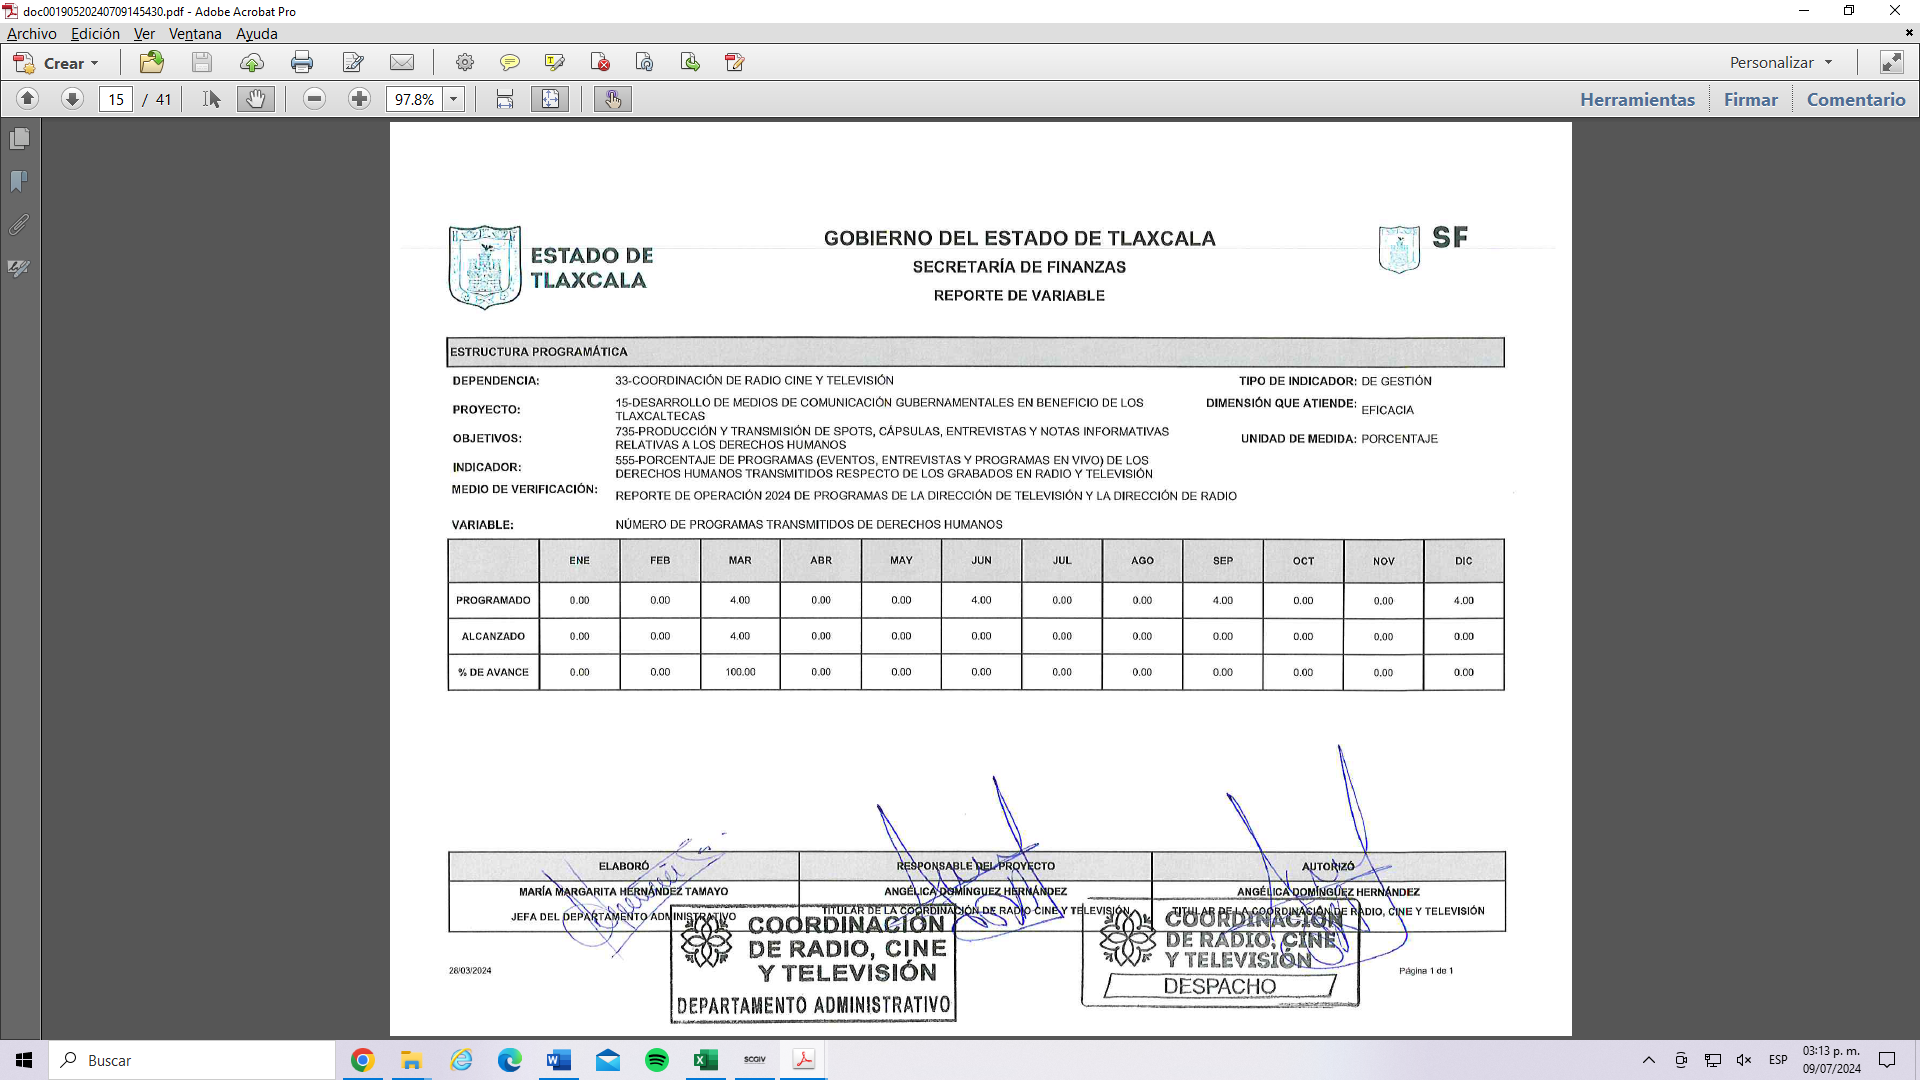 doc00190520240709145430.pdf - Adobe Acrobat Pro
Archivo Edición Ver Ventana Ayuda
Crear
Personalizar
15 / 41
97.8%
Herramientas Firmar Comentario
ESTADO DE
TLAXCALA
GOBIERNO DEL ESTADO DE TLAXCALA
SECRETARÍA DE FINANZAS
REPORTE DE VARIABLE
SF
ESTRUCTURA PROGRAMÁTICA
DEPENDENCIA: 33-COORDINACIÓN DE RADIO CINE Y TELEVISIÓN TIPO DE INDICADOR: DE GESTIÓN
PROYECTO: 15-DESARROLLO DE MEDIOS DE COMUNICACIÓN GUBERNAMENTALES EN BENEFICIO DE LOS TLAXCALTECAS DIMENSIÓN QUE ATIENDE: EFICACIA
OBJETIVOS: 735-PRODUCCIÓN Y TRANSMISIÓN DE SPOTS, CÁPSULAS, ENTREVISTAS Y NOTAS INFORMATIVAS RELATIVAS A LOS DERECHOS HUMANOS UNIDAD DE MEDIDA: PORCENTAJE
INDICADOR: 555-PORCENTAJE DE PROGRAMAS (EVENTOS, ENTREVISTAS Y PROGRAMAS EN VIVO) DE LOS DERECHOS HUMANOS TRANSMITIDOS RESPECTO DE LOS GRABADOS EN RADIO Y TELEVISIÓN
MEDIO DE VERIFICACIÓN: REPORTE DE OPERACIÓN 2024 DE PROGRAMAS DE LA DIRECCIÓN DE TELEVISIÓN Y LA DIRECCIÓN DE RADIO
VARIABLE: NÚMERO DE PROGRAMAS TRANSMITIDOS DE DERECHOS HUMANOS
ENE FEB MAR ABR MAY JUN JUL AGO SEP OCT NOV DIC
PROGRAMADO 0.00 0.00 4.00 0.00 0.00 4.00 0.00 0.00 4.00 0.00 0.00 4.00
ALCANZADO 0.00 0.00 4.00 0.00 0.00 0.00 0.00 0.00 0.00 0.00 0.00 0.00
% DE AVANCE 0.00 0.00 100.00 0.00 0.00 0.00 0.00 0.00 0.00 0.00 0.00 0.00
ELABORÓ RESPONSABLE DEL PROYECTO AUTORIZÓ
MARÍA MARGARITA HERNÁNDEZ TAMAYO ANGÉLICA DOMÍNGUEZ HERNÁNDEZ ANGÉLICA DOMÍNGUEZ HERNÁNDEZ
JEFA DEL DEPARTAMENTO ADMINISTRATIVO TITULAR DE LA COORDINACIÓN DE RADIO CINE Y TELEVISIÓN TITULAR DE LA COORDINACIÓN DE RADIO, CINE Y TELEVISIÓN
COORDINACIÓN
DE RADIO, CINE
Y TELEVISIÓN
DEPARTAMENTO ADMINISTRATIVO
COORDINACIÓN
DE RADIO, CINE
Y TELEVISIÓN
DESPACHO
28/03/2024
Página 1 de 1
Buscar
SCGIV
ESP
03:13 p. m.
09/07/2024